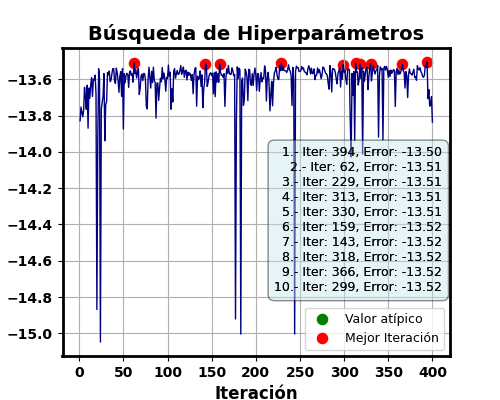 Búsqueda de Hiperparámetros
−13.6
−13.8
−14.0
−14.2
−14.4
−14.6
−14.8
−15.0
1.- Iter: 394, Error: -13.50
2.- Iter: 62, Error: -13.51
3.- Iter: 229, Error: -13.51
4.- Iter: 313, Error: -13.51
5.- Iter: 330, Error: -13.51
6.- Iter: 159, Error: -13.52
7.- Iter: 143, Error: -13.52
8.- Iter: 318, Error: -13.52
9.- Iter: 366, Error: -13.52
10.- Iter: 299, Error: -13.52
Valor atípico
Mejor Iteración
0 50 100 150 200 250 300 350 400
Iteración